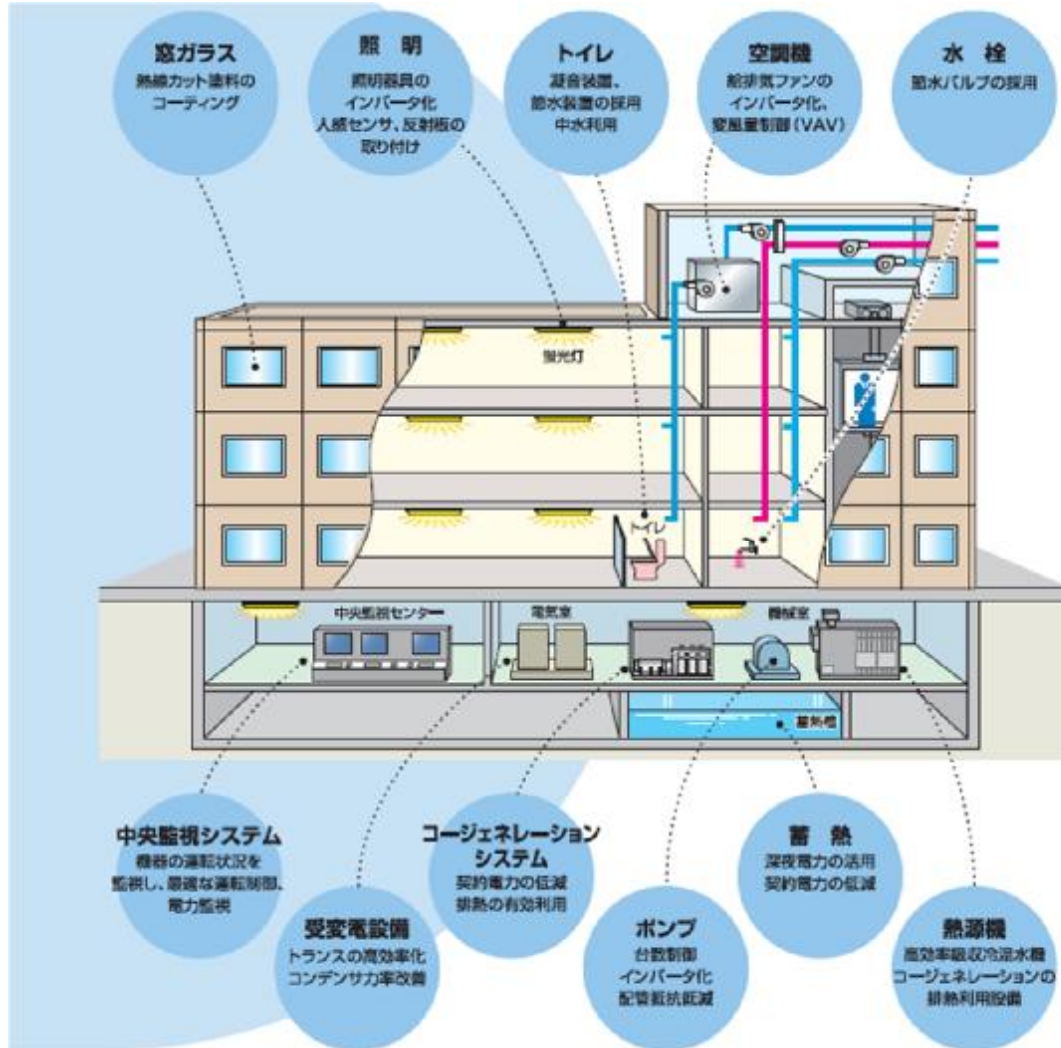 窓ガラス
熱線カット塗料の
コーティング
照 明
照明器具の
インバータ化
人感センサ、反射板の
取り付け
トイレ
凝音装置、
節水装置の採用
中水利用
空調機
給排気ファンの
インバータ化、
変風量制御(VAV)
水 栓
節水バルブの採用
蛍光灯
トイレ
中央監視センター
電気室
機械室
蓄熱槽
中央監視システム
機器の運転状況を
監視し、最適な運転制御、
電力監視
受変電設備
トランスの高効率化
コンデンサ力率改善
コージェネレーション
システム
契約電力の低減
排熱の有効利用
ポンプ
台数制御
インバータ化
配管抵抗低減
蓄 熱
深夜電力の活用
契約電力の低減
熱源機
高効率吸収冷温水機
コージェネレーションの
排熱利用設備